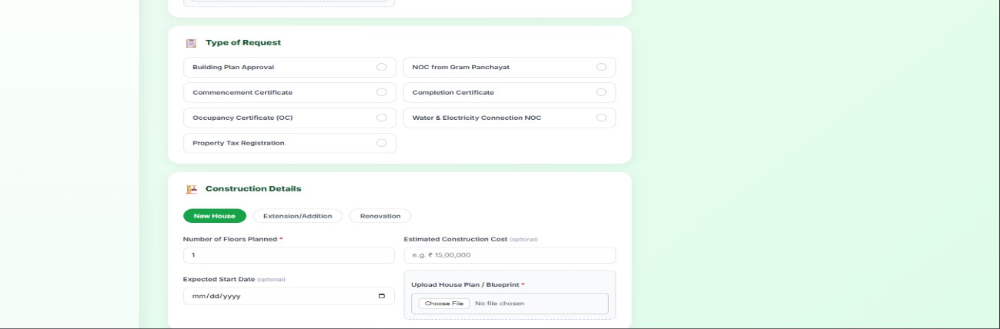 Type of Request
Building Plan Approval
NOC from Gram Panchayat
Commencement Certificate
Completion Certificate
Occupancy Certificate (OC)
Water & Electricity Connection NOC
Property Tax Registration
Construction Details
New House Extension/Addition Renovation
Number of Floors Planned *
Estimated Construction Cost (optional)
1
e.g. ₹ 15,00,000
Expected Start Date (optional)
mm/dd/yyyy
Upload House Plan / Blueprint *
Choose File No file chosen